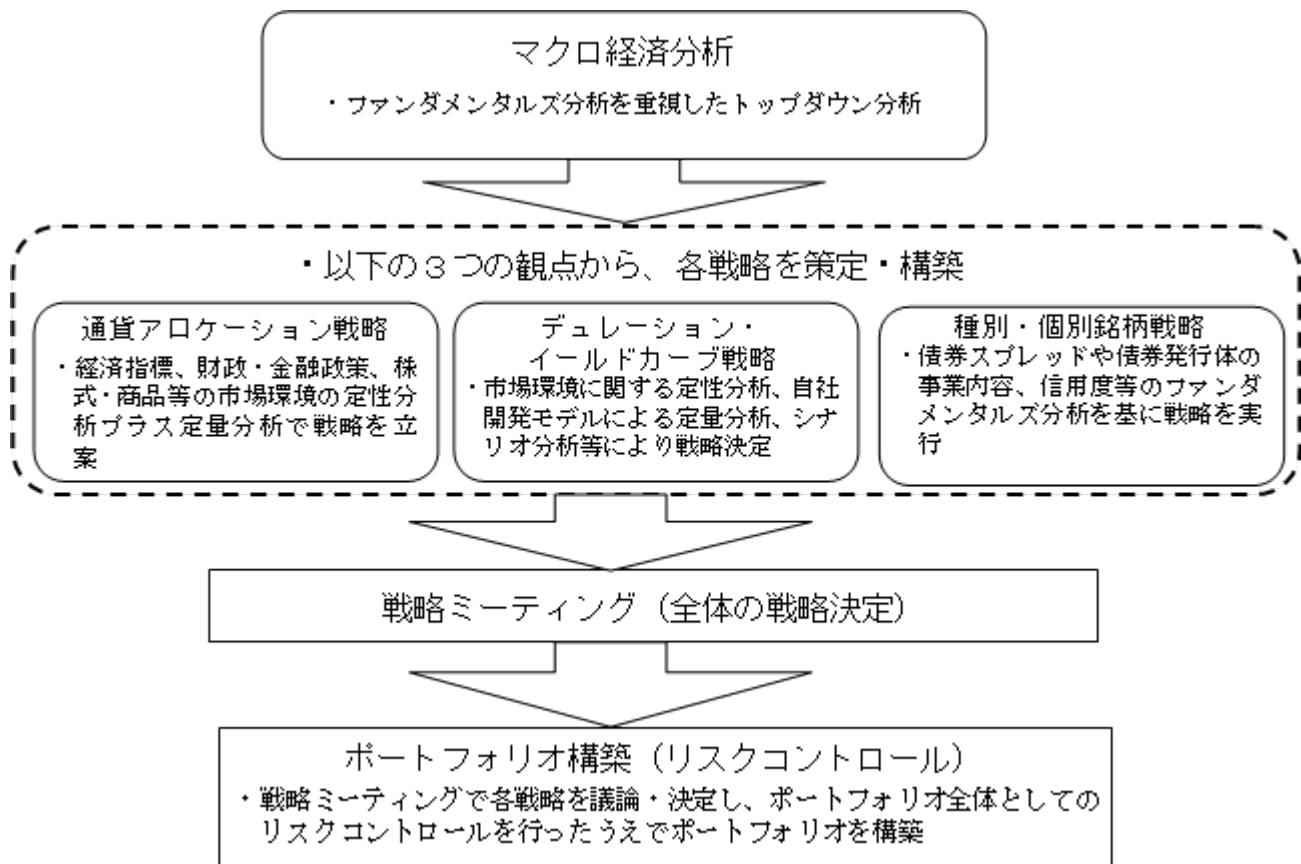 マクロ経済分析
・ファンダメンタルズ分析を重視したトップダウン分析
・以下の３つの観点から、各戦略を策定・構築
通貨アロケーション戦略
・経済指標、財政・金融政策、株
式・商品等の市場環境の定性分
析プラス定量分析で戦略を立
案
デュレーション・
イールドカーブ戦略
・市場環境に関する定性分析、自社
開発モデルによる定量分析、シナ
リオ分析等により戦略決定
種別・個別銘柄戦略
・債券スプレッドや債券発行体の
事業内容、信用度等のファンダ
メンタルズ分析を基に戦略を実
行
戦略ミーティング（全体の戦略決定）
ポートフォリオ構築（リスクコントロール）
・戦略ミーティングで各戦略を議論・決定し、ポートフォリオ全体としての
リスクコントロールを行ったうえでポートフォリオを構築